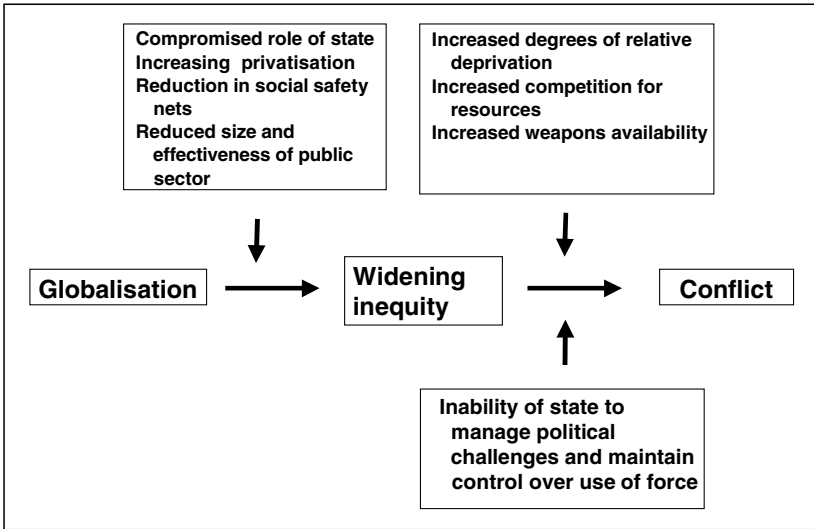 Compromised role of state
Increasing privatisation
Reduction in social safety
nets
Reduced size and
effectiveness of public
sector
Increased degrees of relative
deprivation
Increased competition for
resources
Increased weapons availability
Globalisation
Widening
inequity
Conflict
Inability of state to
manage political
challenges and maintain
control over use of force